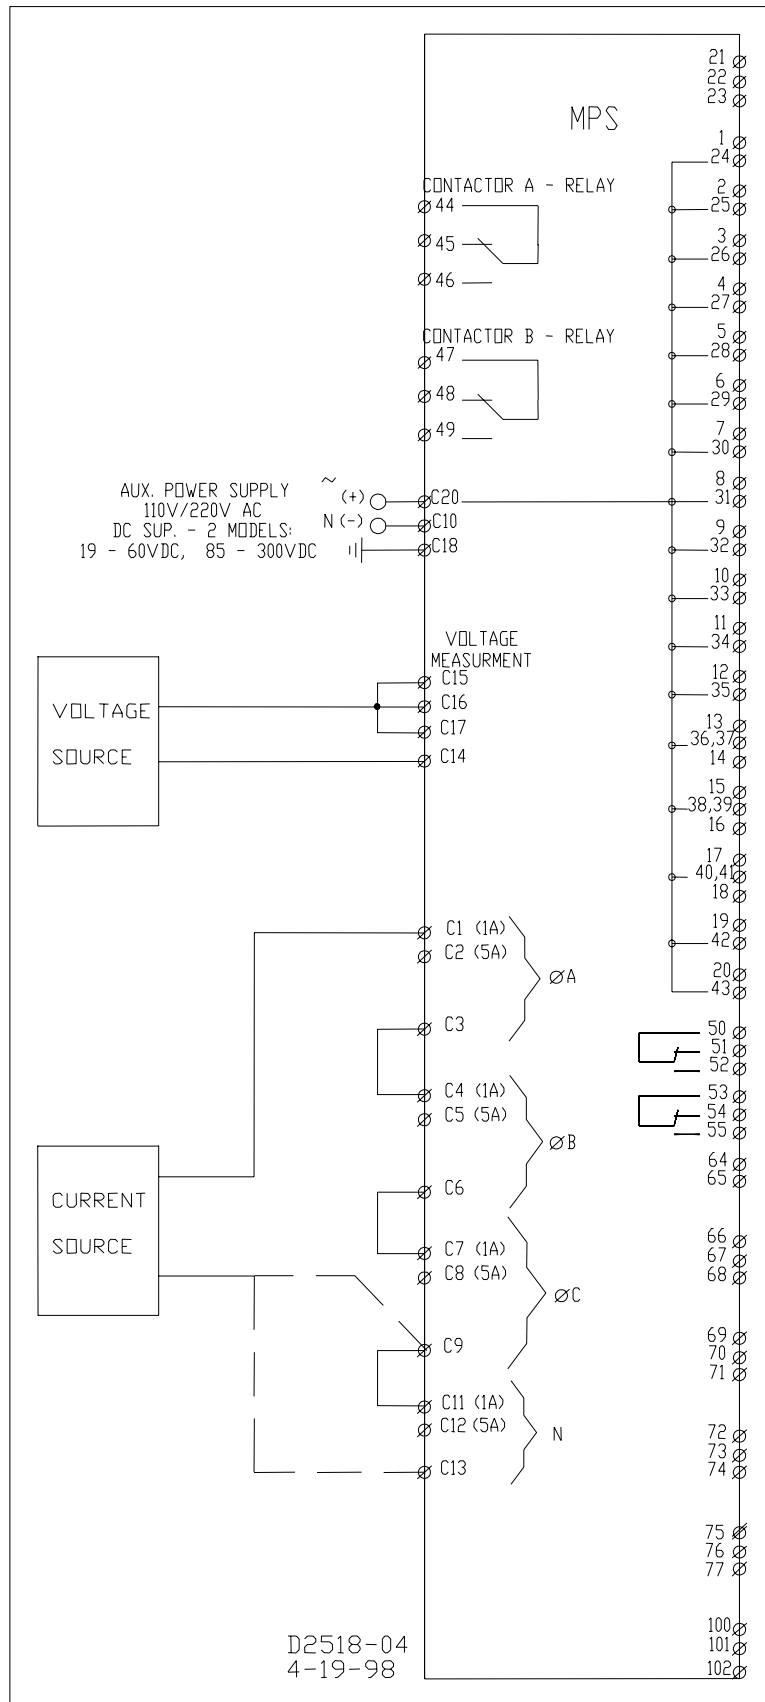 MPS
CONTACTOR A - RELAY
44
45
46
CONTACTOR B - RELAY
47
48
49
AUX. POWER SUPPLY
110V/220V AC
DC SUP. - 2 MODELS:
19 - 60VDC, 85 - 300VDC
~
(+)
N (-)
C20
C10
C18
VOLTAGE
MEASURMENT
C15
C16
C17
C14
VOLTAGE
SOURCE
C1 (1A)
C2 (5A)
ØA
C3
C4 (1A)
C5 (5A)
ØB
C6
C7 (1A)
C8 (5A)
ØC
C9
C11 (1A)
C12 (5A)
N
C13
CURRENT
SOURCE
21
22
23
1
24
2
25
3
26
4
27
5
28
6
29
7
30
8
31
9
32
10
33
11
34
12
35
13
36,37
14
15
38,39
16
17
40,41
18
19
42
20
43
50
51
52
53
54
55
64
65
66
67
68
69
70
71
72
73
74
75
76
77
100
101
102
D2518-04
4-19-98